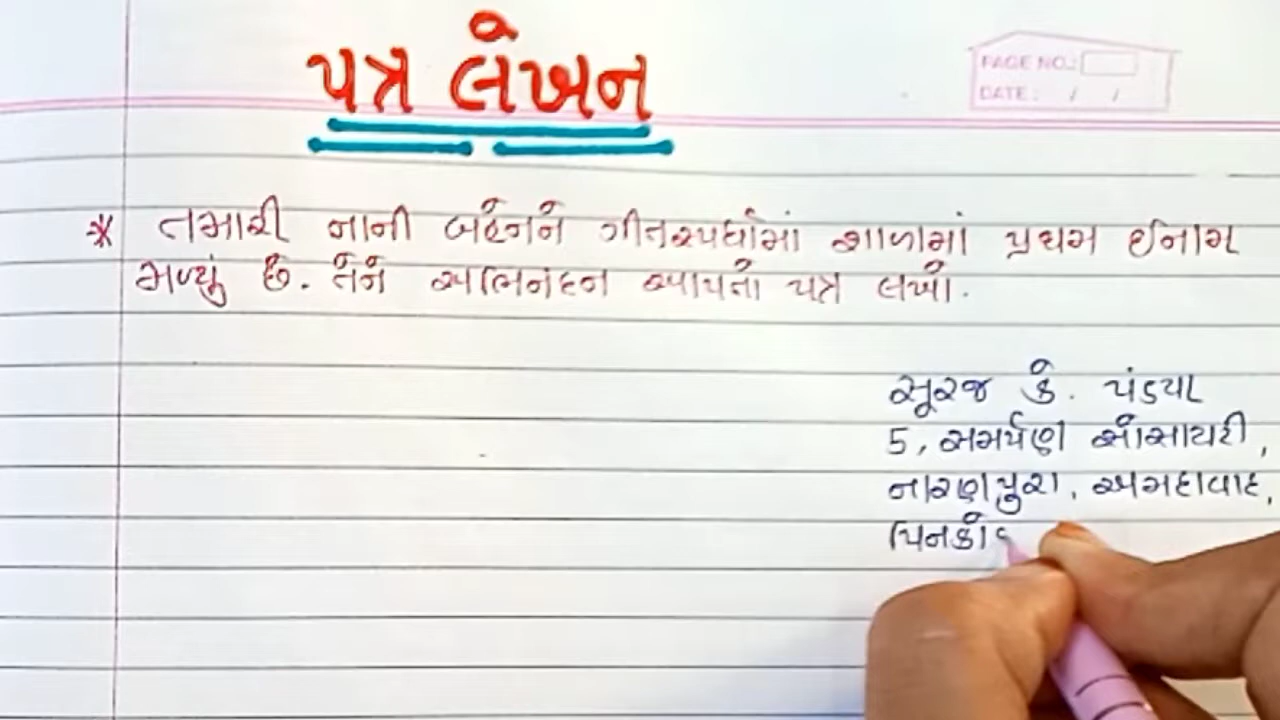 પત્ર લેખન
PAGE NO.:
DATE : / /
* તમારી નાની બહેનને ગીતસ્પર્ધામાં શાળામાં પ્રથમ ઈનામ
મળ્યું છે. તેને અભિનંદન આપતો પત્ર લખો.
સૂરજ કે. પંડયા
5, સમર્પણ સોસાયટી,
નારણપુરા, અમદાવાદ,
પિનકોડ